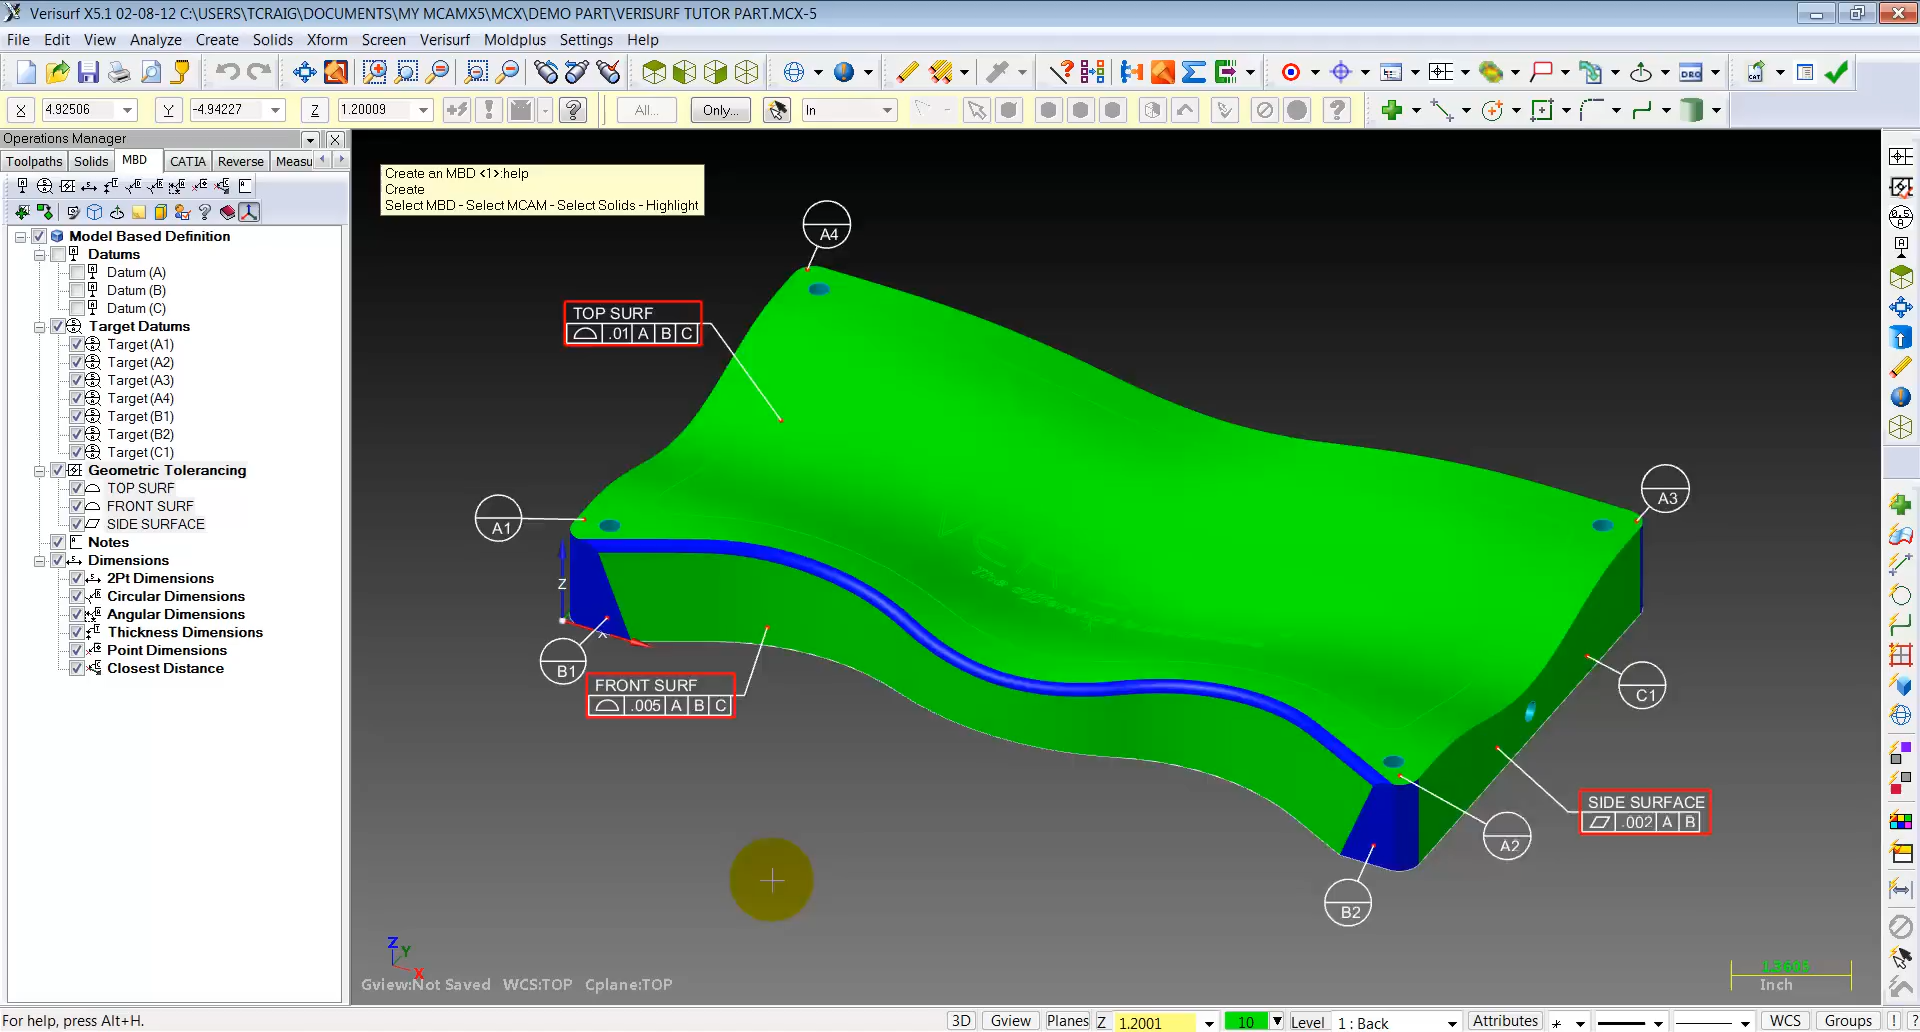 Verisurf X5.1 02-08-12 C:\USERS\TCRAIG\DOCUMENTS\MY MCAMX5\MCX\DEMO PART\VERISURF TUTOR PART.MCX-5
File Edit View Analyze Create Solids Xform Screen Verisurf Moldplus Settings Help
X 4.92506 Y -4.94227 Z 1.20009 All... Only... In
Operations Manager
Toolpaths Solids MBD CATIA Reverse Measu
Model Based Definition
Datums
Datum (A)
Datum (B)
Datum (C)
Target Datums
Target (A1)
Target (A2)
Target (A3)
Target (A4)
Target (B1)
Target (B2)
Target (C1)
Geometric Tolerancing
TOP SURF
FRONT SURF
SIDE SURFACE
Notes
Dimensions
2Pt Dimensions
Circular Dimensions
Angular Dimensions
Thickness Dimensions
Point Dimensions
Closest Distance
Create an MBD <1>:help
Create
Select MBD - Select MCAM - Select Solids - Highlight
A4
TOP SURF
.01 A B C
A3
A1
Z
X
B1
FRONT SURF
.005 A B C
C1
SIDE SURFACE
.002 A B
A2
B2
Z
Y
X
Gview:Not Saved WCS:TOP Cplane:TOP
Inch
For help, press Alt+H.
3D Gview Planes Z 1.2001 10 Level 1 : Back Attributes * WCS Groups ! ?